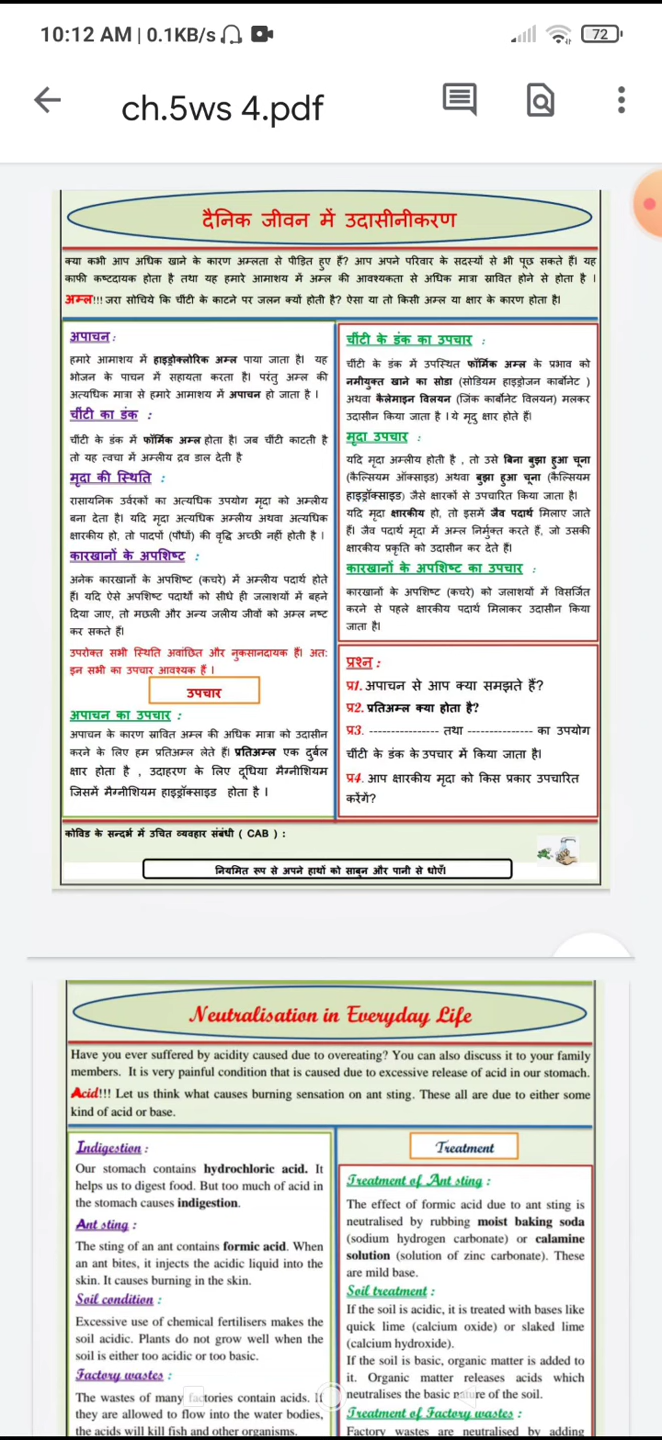 10:12 AM | 0.1KB/s
72
ch.5ws 4.pdf
दैनिक जीवन में उदासीनीकरण
क्या कभी आप अधिक खाने के कारण अम्लता से पीड़ित हुए हैं? आप अपने परिवार के सदस्यों से भी पूछ सकते हैं। यह
काफी कष्टदायक होता है तथा यह हमारे आमाशय में अम्ल की आवश्यकता से अधिक मात्रा स्रावित होने से होता है ।
अम्ल!!! जरा सोचिये कि चींटी के काटने पर जलन क्यों होती है? ऐसा या तो किसी अम्ल या क्षार के कारण होता है।
अपाचन :
हमारे आमाशय में हाइड्रोक्लोरिक अम्ल पाया जाता है। यह
भोजन के पाचन में सहायता करता है। परंतु अम्ल की
अत्यधिक मात्रा से हमारे आमाशय में अपाचन हो जाता है ।
चींटी का डंक :
चींटी के डंक में फॉर्मिक अम्ल होता है। जब चींटी काटती है
तो यह त्वचा में अम्लीय द्रव डाल देती है
मृदा की स्थिति :
रासायनिक उर्वरकों का अत्यधिक उपयोग मृदा को अम्लीय
बना देता है। यदि मृदा अत्यधिक अम्लीय अथवा अत्यधिक
क्षारकीय हो, तो पादपों (पौधों) की वृद्धि अच्छी नहीं होती है ।
कारखानों के अपशिष्ट :
अनेक कारखानों के अपशिष्ट (कचरे) में अम्लीय पदार्थ होते
हैं। यदि ऐसे अपशिष्ट पदार्थों को सीधे ही जलाशयों में बहने
दिया जाए, तो मछली और अन्य जलीय जीवों को अम्ल नष्ट
कर सकते हैं।
उपरोक्त सभी स्थिति अवांछित और नुकसानदायक हैं। अत:
इन सभी का उपचार आवश्यक हैं ।
उपचार
अपाचन का उपचार :
अपाचन के कारण स्रावित अम्ल की अधिक मात्रा को उदासीन
करने के लिए हम प्रतिअम्ल लेते हैं। प्रतिअम्ल एक दुर्बल
क्षार होता है , उदाहरण के लिए दूधिया मैग्नीशियम
जिसमें मैग्नीशियम हाइड्रॉक्साइड होता है ।
चींटी के डंक का उपचार :
चींटी के डंक में उपस्थित फॉर्मिक अम्ल के प्रभाव को
नमीयुक्त खाने का सोडा (सोडियम हाइड्रोजन कार्बोनेट )
अथवा कैलेमाइन विलयन (जिंक कार्बोनेट विलयन) मलकर
उदासीन किया जाता है ।ये मृदु क्षार होते हैं।
मृदा उपचार :
यदि मृदा अम्लीय होती है , तो उसे बिना बुझा हुआ चूना
(कैल्सियम ऑक्साइड) अथवा बुझा हुआ चूना (कैल्सियम
हाइड्रॉक्साइड) जैसे क्षारकों से उपचारित किया जाता है।
यदि मृदा क्षारकीय हो, तो इसमें जैव पदार्थ मिलाए जाते
हैं। जैव पदार्थ मृदा में अम्ल निर्मुक्त करते हैं, जो उसकी
क्षारकीय प्रकृति को उदासीन कर देते हैं।
कारखानों के अपशिष्ट का उपचार :
कारखानों के अपशिष्ट (कचरे) को जलाशयों में विसर्जित
करने से पहले क्षारकीय पदार्थ मिलाकर उदासीन किया
जाता है।
प्रश्न :
प्र1. अपाचन से आप क्या समझते हैं?
प्र2. प्रतिअम्ल क्या होता है?
प्र3. ---------------- तथा --------------- का उपयोग
चींटी के डंक के उपचार में किया जाता है।
प्र4. आप क्षारकीय मृदा को किस प्रकार उपचारित
करेंगें?
कोविड के सन्दर्भ में उचित व्यवहार संबंधी ( CAB ) :
नियमित रूप से अपने हाथों को साबुन और पानी से धोएँ।
Neutralisation in Everyday Life
Have you ever suffered by acidity caused due to overeating? You can also discuss it to your family
members. It is very painful condition that is caused due to excessive release of acid in our stomach.
Acid!!! Let us think what causes burning sensation on ant sting. These all are due to either some
kind of acid or base.
Indigestion :
Our stomach contains hydrochloric acid. It
helps us to digest food. But too much of acid in
the stomach causes indigestion.
Ant sting :
The sting of an ant contains formic acid. When
an ant bites, it injects the acidic liquid into the
skin. It causes burning in the skin.
Soil condition :
Excessive use of chemical fertilisers makes the
soil acidic. Plants do not grow well when the
soil is either too acidic or too basic.
Factory wastes :
The wastes of many factories contain acids. If
they are allowed to flow into the water bodies,
the acids will kill fish and other organisms.
Treatment
Treatment of Ant sting :
The effect of formic acid due to ant sting is
neutralised by rubbing moist baking soda
(sodium hydrogen carbonate) or calamine
solution (solution of zinc carbonate). These
are mild base.
Soil treatment :
If the soil is acidic, it is treated with bases like
quick lime (calcium oxide) or slaked lime
(calcium hydroxide).
If the soil is basic, organic matter is added to
it. Organic matter releases acids which
neutralises the basic nature of the soil.
Treatment of Factory wastes :
Factory wastes are neutralised by adding